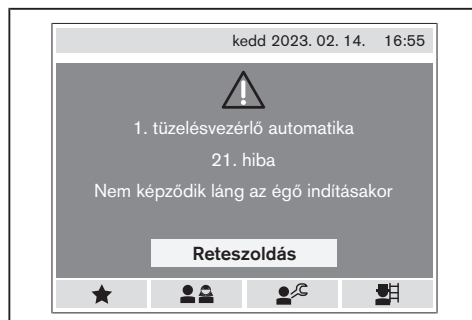 kedd 2023. 02. 14. 16:55
1. tüzelésvezérlő automatika
21. hiba
Nem képződik láng az égő indításakor
Reteszoldás